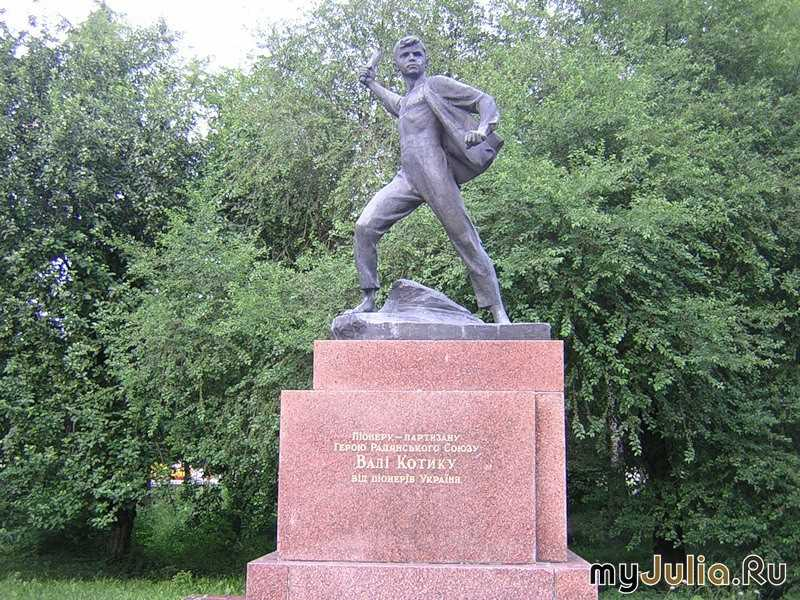 Піонеру — партизану
Герою Радянського Союзу
Валі Котику
від піонерів України
myJulia.Ru